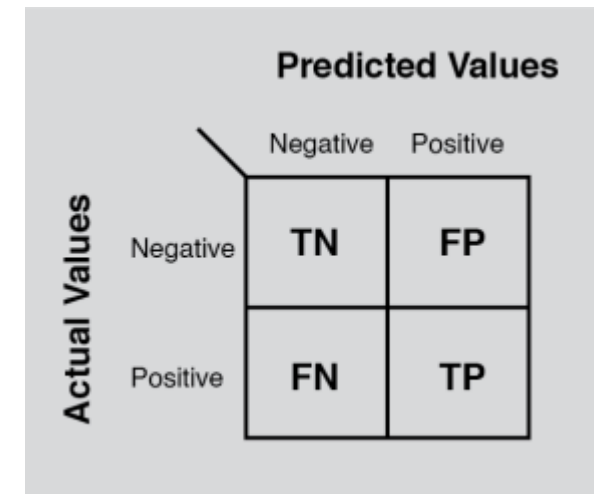 Predicted Values
Negative Positive
Actual Values
Negative TN FP
Positive FN TP